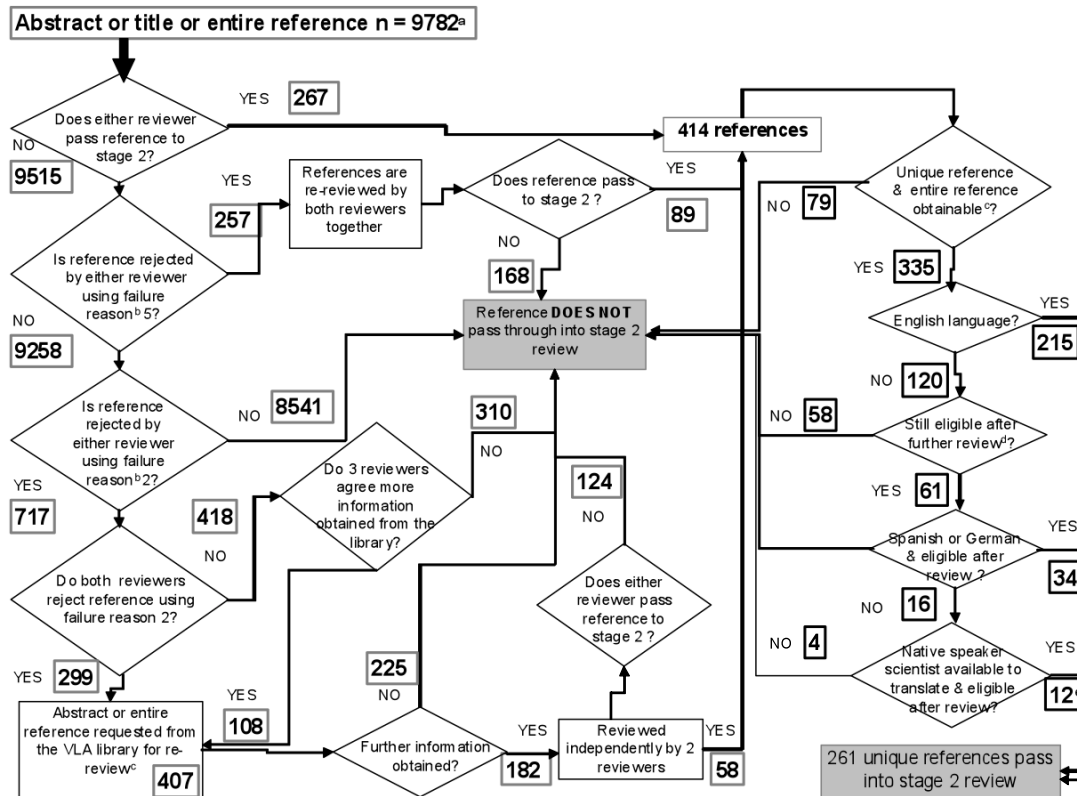 Abstract or title or entire reference n = 9782a
YES
267
Does either reviewer
pass reference to
stage 2?
NO
9515
414 references
YES
257
References are
re-reviewed by
both reviewers
together
Does reference pass
to stage 2 ?
YES
89
NO
168
Unique reference
& entire reference
obtainable c?
NO
79
YES
335
Is reference rejected
by either reviewer
using failure
reason b 5?
NO
9258
Reference DOES NOT
pass through into stage 2
review
English language?
YES
215
NO
120
Is reference
rejected by
either reviewer
using failure
reason b 2?
NO
8541
YES
717
310
NO
Do 3 reviewers
agree more
information
obtained from the
library?
418
NO
124
NO
58
NO
Still eligible after
further review d?
YES
61
Spanish or German
& eligible after
review ?
YES
34
NO
16
Do both reviewers
reject reference using
failure reason 2?
YES
299
Does either
reviewer pass
reference to
stage 2 ?
NO
4
Native speaker
scientist available to
translate & eligible
after review?
YES
YES
108
225
NO
Abstract or entire
reference requested
from the VLA library for re-
review c
407
Further information
obtained?
YES
182
Reviewed
independently by 2
reviewers
YES
58
261 unique references pass
into stage 2 review